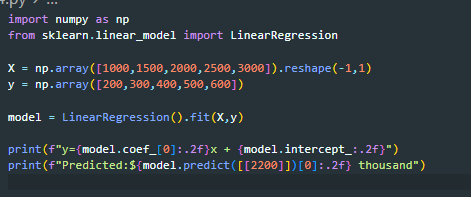 4.py > ...
import numpy as np
from sklearn.linear_model import LinearRegression
X = np.array([1000,1500,2000,2500,3000]).reshape(-1,1)
y = np.array([200,300,400,500,600])
model = LinearRegression().fit(X,y)
print(f"y={model.coef_[0]:.2f}x + {model.intercept_:.2f}")
print(f"Predicted:${model.predict([[2200]])[0]:.2f} thousand")